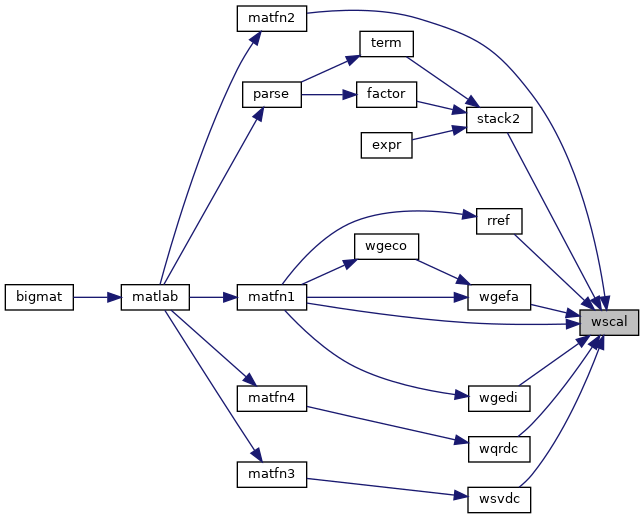 matfn2
term
parse
factor
stack2
expr
rref
wgeco
bigmat
matlab
matfn1
wgefa
wscal
matfn4
wgedi
wqrdc
matfn3
wsvdc